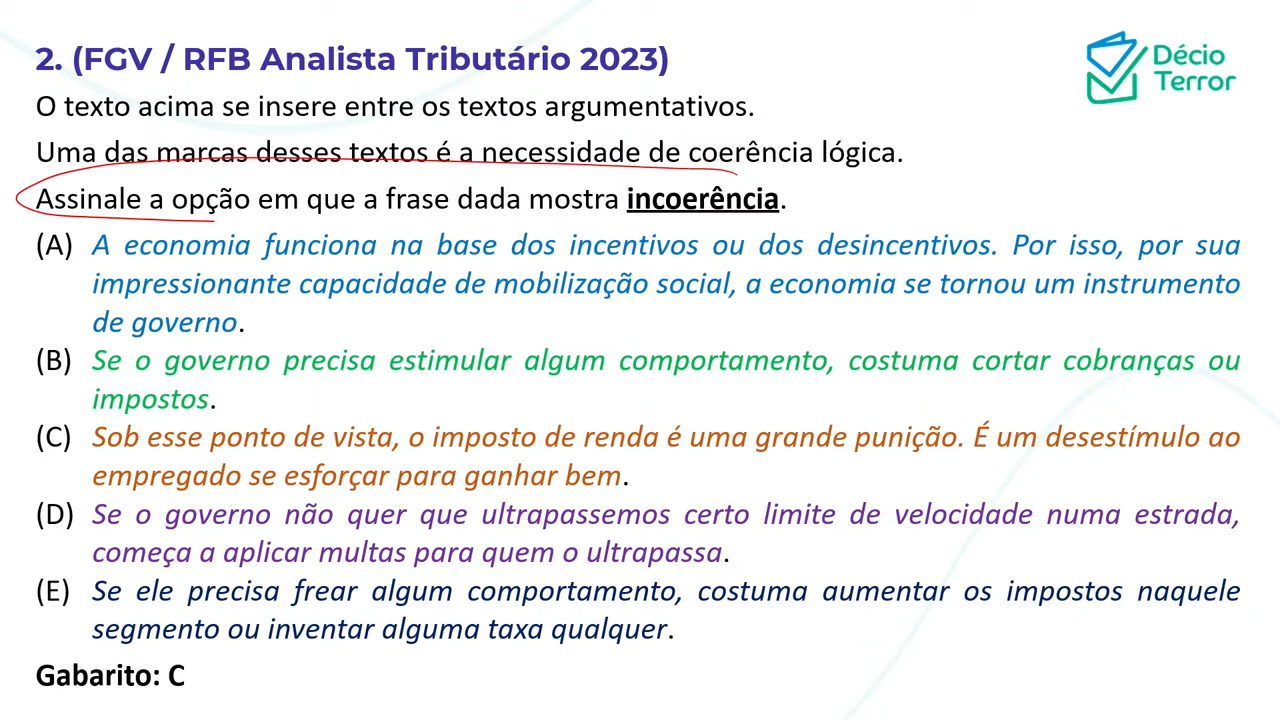 2. (FGV / RFB Analista Tributário 2023)
Décio
Terror
O texto acima se insere entre os textos argumentativos.
Uma das marcas desses textos é a necessidade de coerência lógica.
Assinale a opção em que a frase dada mostra incoerência.
(A) A economia funciona na base dos incentivos ou dos desincentivos. Por isso, por sua
impressionante capacidade de mobilização social, a economia se tornou um instrumento
de governo.
(B) Se o governo precisa estimular algum comportamento, costuma cortar cobranças ou
impostos.
(C) Sob esse ponto de vista, o imposto de renda é uma grande punição. É um desestímulo ao
empregado se esforçar para ganhar bem.
(D) Se o governo não quer que ultrapassemos certo limite de velocidade numa estrada,
começa a aplicar multas para quem o ultrapassa.
(E) Se ele precisa frear algum comportamento, costuma aumentar os impostos naquele
segmento ou inventar alguma taxa qualquer.
Gabarito: C